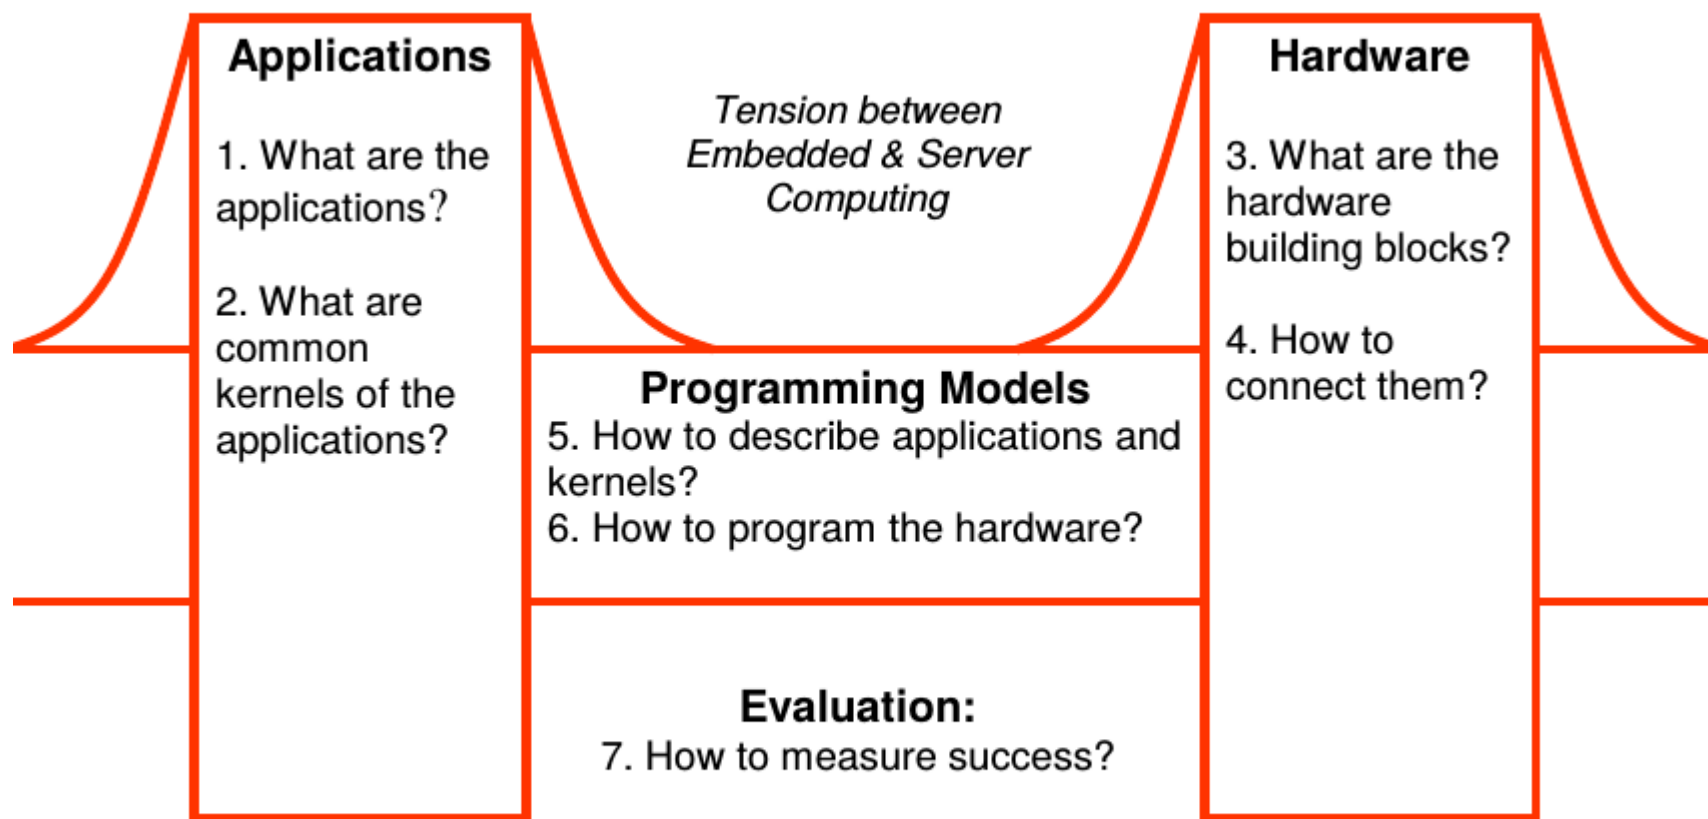 Applications
1. What are the
applications?
2. What are
common
kernels of the
applications?
Tension between
Embedded & Server
Computing
Hardware
3. What are the
hardware
building blocks?
4. How to
connect them?
Programming Models
5. How to describe applications and
kernels?
6. How to program the hardware?
Evaluation:
7. How to measure success?